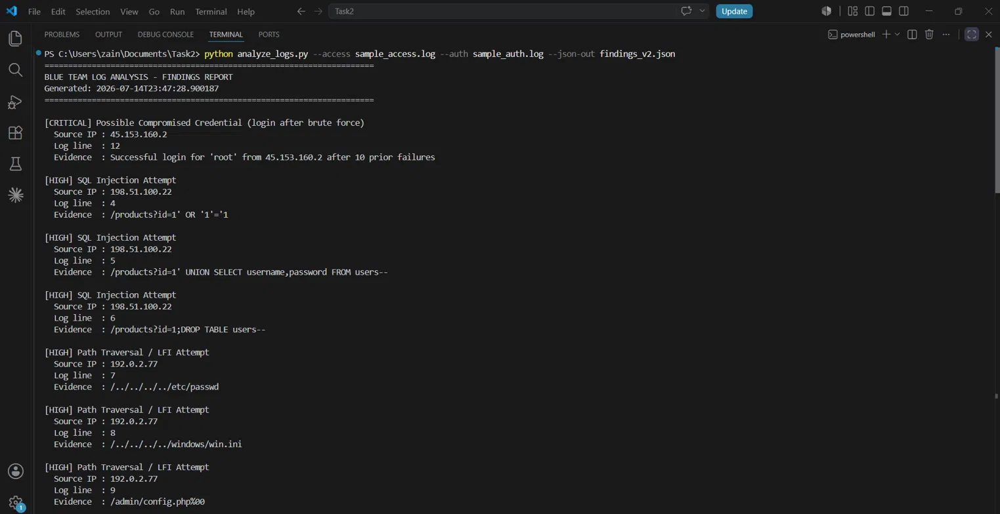 File Edit Selection View Go Run Terminal Help Task2 Update
PROBLEMS OUTPUT DEBUG CONSOLE TERMINAL PORTS powershell
PS C:\Users\zain\Documents\Task2> python analyze_logs.py --access sample_access.log --auth sample_auth.log --json-out findings_v2.json
======================================================================
BLUE TEAM LOG ANALYSIS - FINDINGS REPORT
Generated: 2026-07-14T23:47:28.900187
======================================================================
[CRITICAL] Possible Compromised Credential (login after brute force)
Source IP : 45.153.160.2
Log line : 12
Evidence : Successful login for 'root' from 45.153.160.2 after 10 prior failures
[HIGH] SQL Injection Attempt
Source IP : 198.51.100.22
Log line : 4
Evidence : /products?id=1' OR '1'='1
[HIGH] SQL Injection Attempt
Source IP : 198.51.100.22
Log line : 5
Evidence : /products?id=1' UNION SELECT username,password FROM users--
[HIGH] SQL Injection Attempt
Source IP : 198.51.100.22
Log line : 6
Evidence : /products?id=1;DROP TABLE users--
[HIGH] Path Traversal / LFI Attempt
Source IP : 192.0.2.77
Log line : 7
Evidence : /../../../../etc/passwd
[HIGH] Path Traversal / LFI Attempt
Source IP : 192.0.2.77
Log line : 8
Evidence : /../../../../windows/win.ini
[HIGH] Path Traversal / LFI Attempt
Source IP : 192.0.2.77
Log line : 9
Evidence : /admin/config.php%00
1